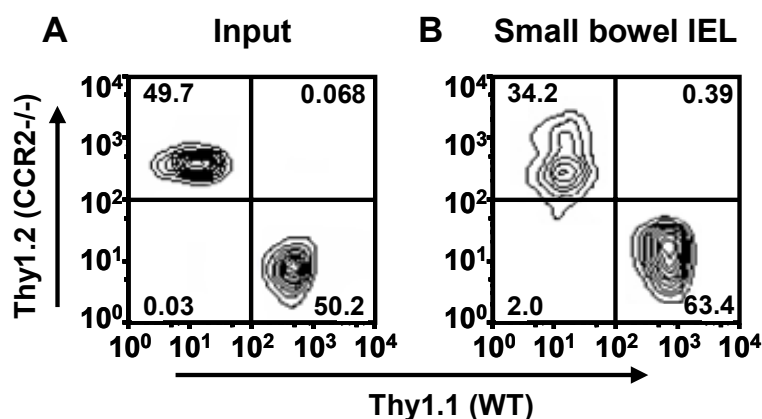 A Input B Small bowel IEL
Thy1.2 (CCR2-/-)
10⁴ 49.7 0.068
10³
10²
10¹
10⁰ 0.03 50.2
10⁰ 10¹ 10² 10³ 10⁴
10⁴ 34.2 0.39
10³
10²
10¹
10⁰ 2.0 63.4
10⁰ 10¹ 10² 10³ 10⁴
Thy1.1 (WT)